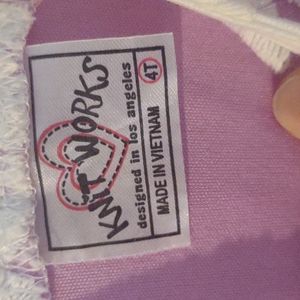 KNIT WORKS
designed in los angeles
MADE IN VIETNAM
4T